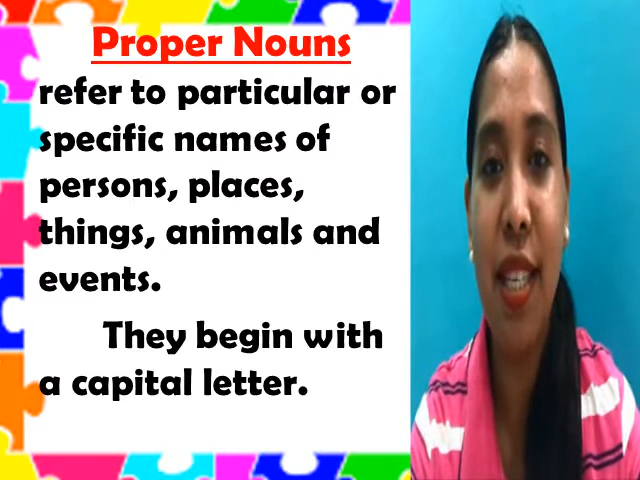 Proper Nouns
refer to particular or
specific names of
persons, places,
things, animals and
events.
They begin with
a capital letter.